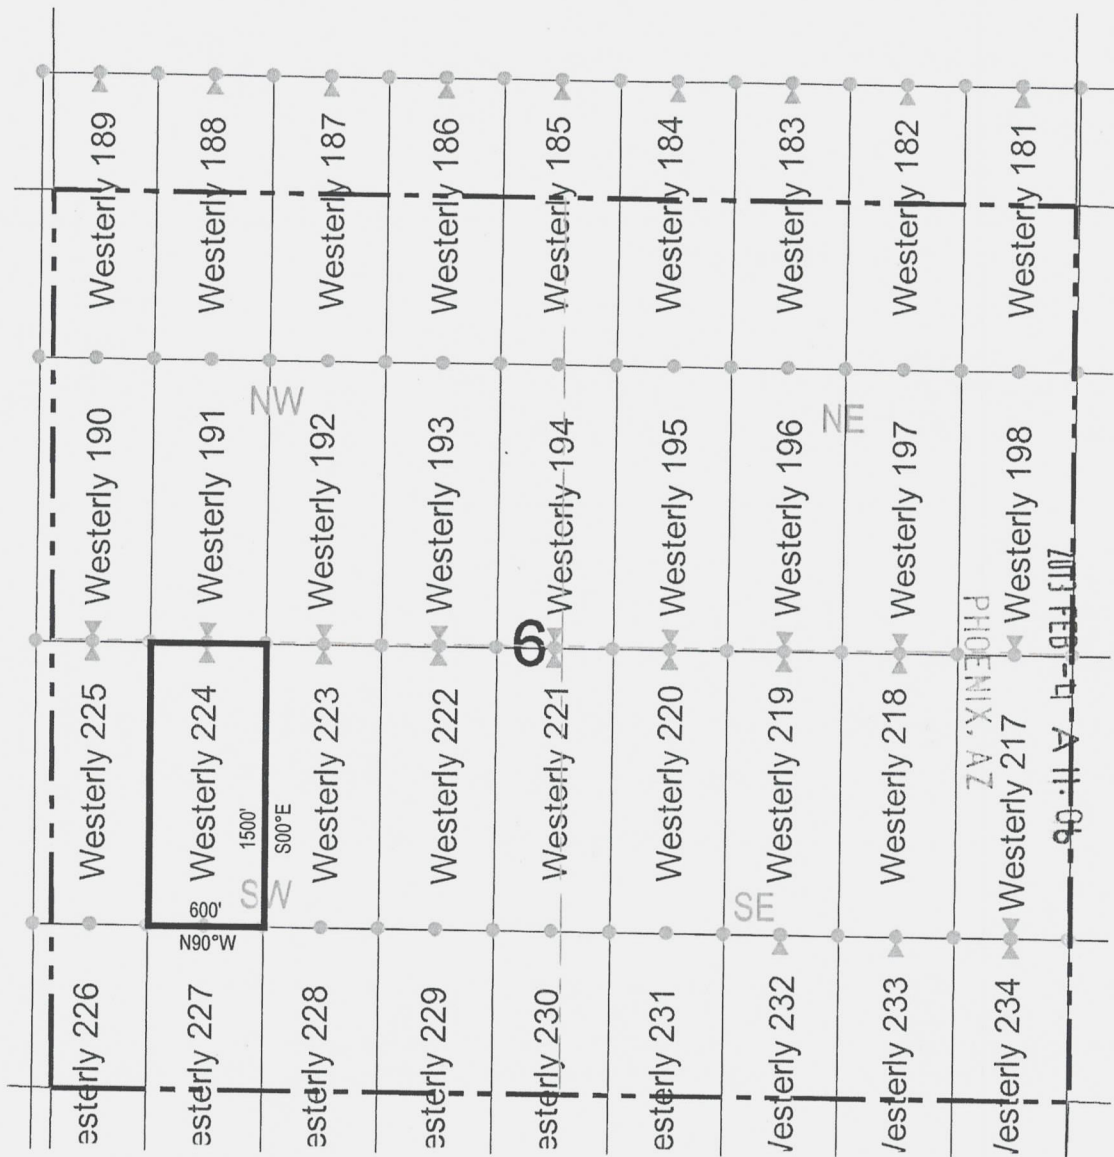 Westerly 189
Westerly 188
Westerly 187
Westerly 186
Westerly 185
Westerly 184
Westerly 183
Westerly 182
Westerly 181
NW
NE
Westerly 190
Westerly 191
Westerly 192
Westerly 193
Westerly 194
Westerly 195
Westerly 196
Westerly 197
Westerly 198
6
2013 FEB -4 A 11: 06
PHOENIX, AZ
Westerly 225
Westerly 224
Westerly 223
Westerly 222
Westerly 221
Westerly 220
Westerly 219
Westerly 218
Westerly 217
1500'
S00°E
SW
SE
600'
N90°W
esterly 226
esterly 227
esterly 228
esterly 229
esterly 230
esterly 231
Westerly 232
Westerly 233
Westerly 234